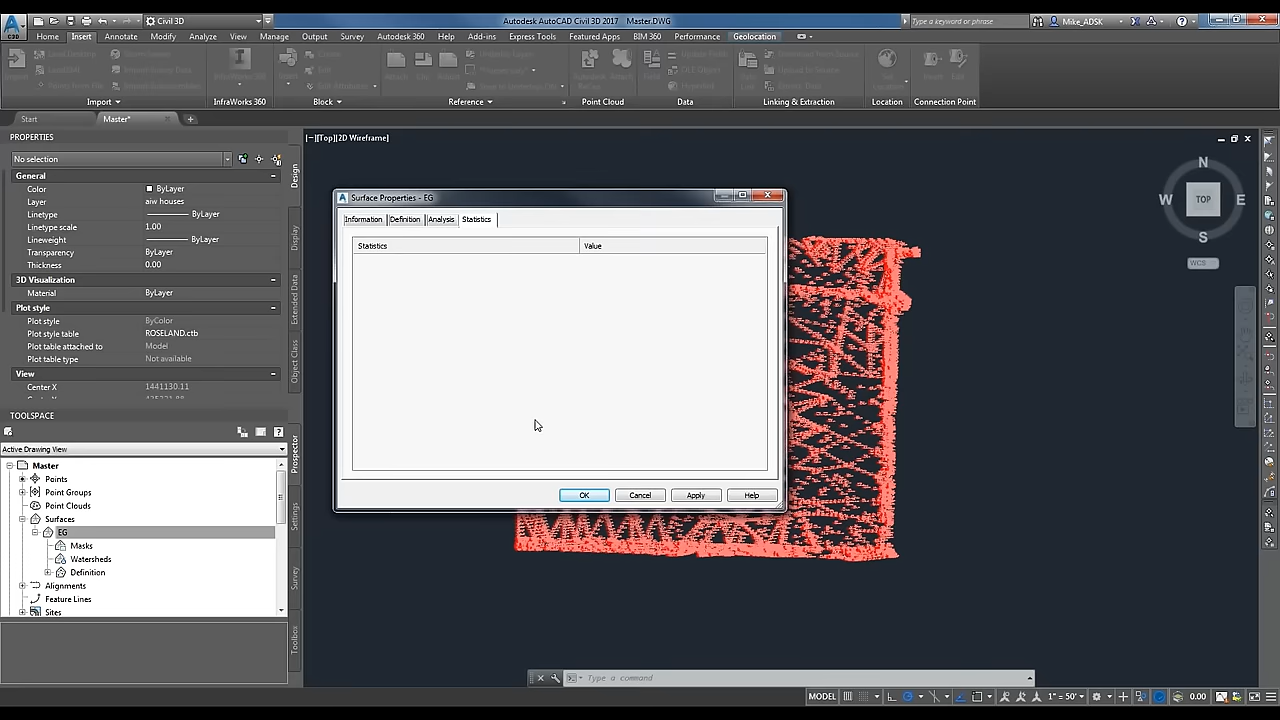 Civil 3D
Autodesk AutoCAD Civil 3D 2017 Master.DWG
Type a keyword or phrase
Mike_ADSK
C3D
Home Insert Annotate Modify Analyze View Manage Output Survey Autodesk 360 Help Add-ins Express Tools Featured Apps BIM 360 Performance Geolocation
Import InfraWorks 360 Block Reference Point Cloud Data Linking & Extraction Location Connection Point
Start Master*
PROPERTIES
[−][Top][2D Wireframe]
No selection
General
Color ByLayer
Layer aiw houses
Linetype ByLayer
Linetype scale 1.00
Lineweight ByLayer
Transparency ByLayer
Thickness 0.00
3D Visualization
Material ByLayer
Plot style
Plot style ByColor
Plot style table ROSELAND.ctb
Plot table attached to Model
Plot table type Not available
View
Center X 1441130.11
Design
Display
Extended Data
Object Class
Surface Properties - EG
Information Definition Analysis Statistics
Statistics Value
OK Cancel Apply Help
N
W TOP E
S
WCS
TOOLSPACE
Active Drawing View
Master
Points
Point Groups
Point Clouds
Surfaces
EG
Masks
Watersheds
Definition
Alignments
Feature Lines
Sites
Prospector
Settings
Survey
Toolbox
Type a command
MODEL 1" = 50' 0.00